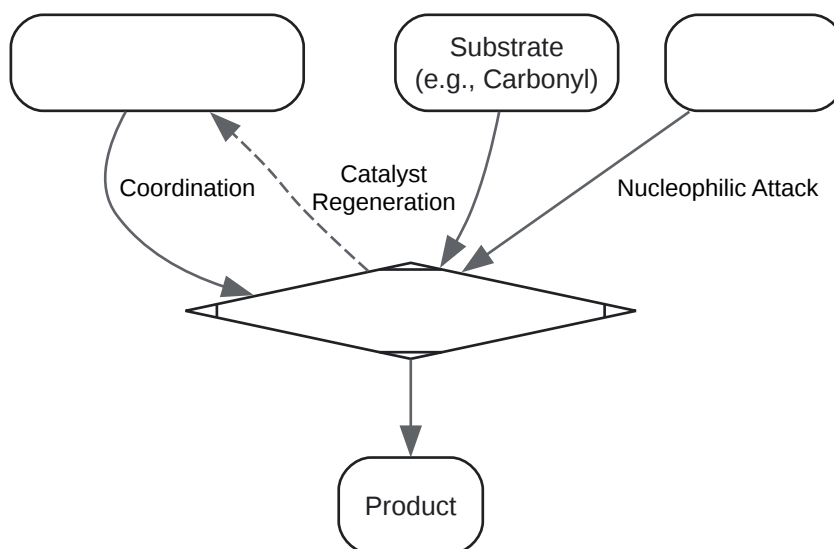 Substrate
(e.g., Carbonyl)
Coordination
Catalyst
Regeneration
Nucleophilic Attack
Product